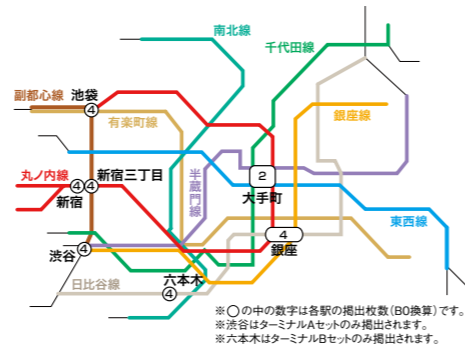 南北線
千代田線
副都心線
池袋
④
有楽町線
銀座線
丸ノ内線
④④
新宿三丁目
新宿
半蔵門線
2
大手町
東西線
渋谷
④
4
銀座
六本木
日比谷線
④
※○の中の数字は各駅の掲出枚数(B0換算)です。
※渋谷はターミナルAセットのみ掲出されます。
※六本木はターミナルBセットのみ掲出されます。